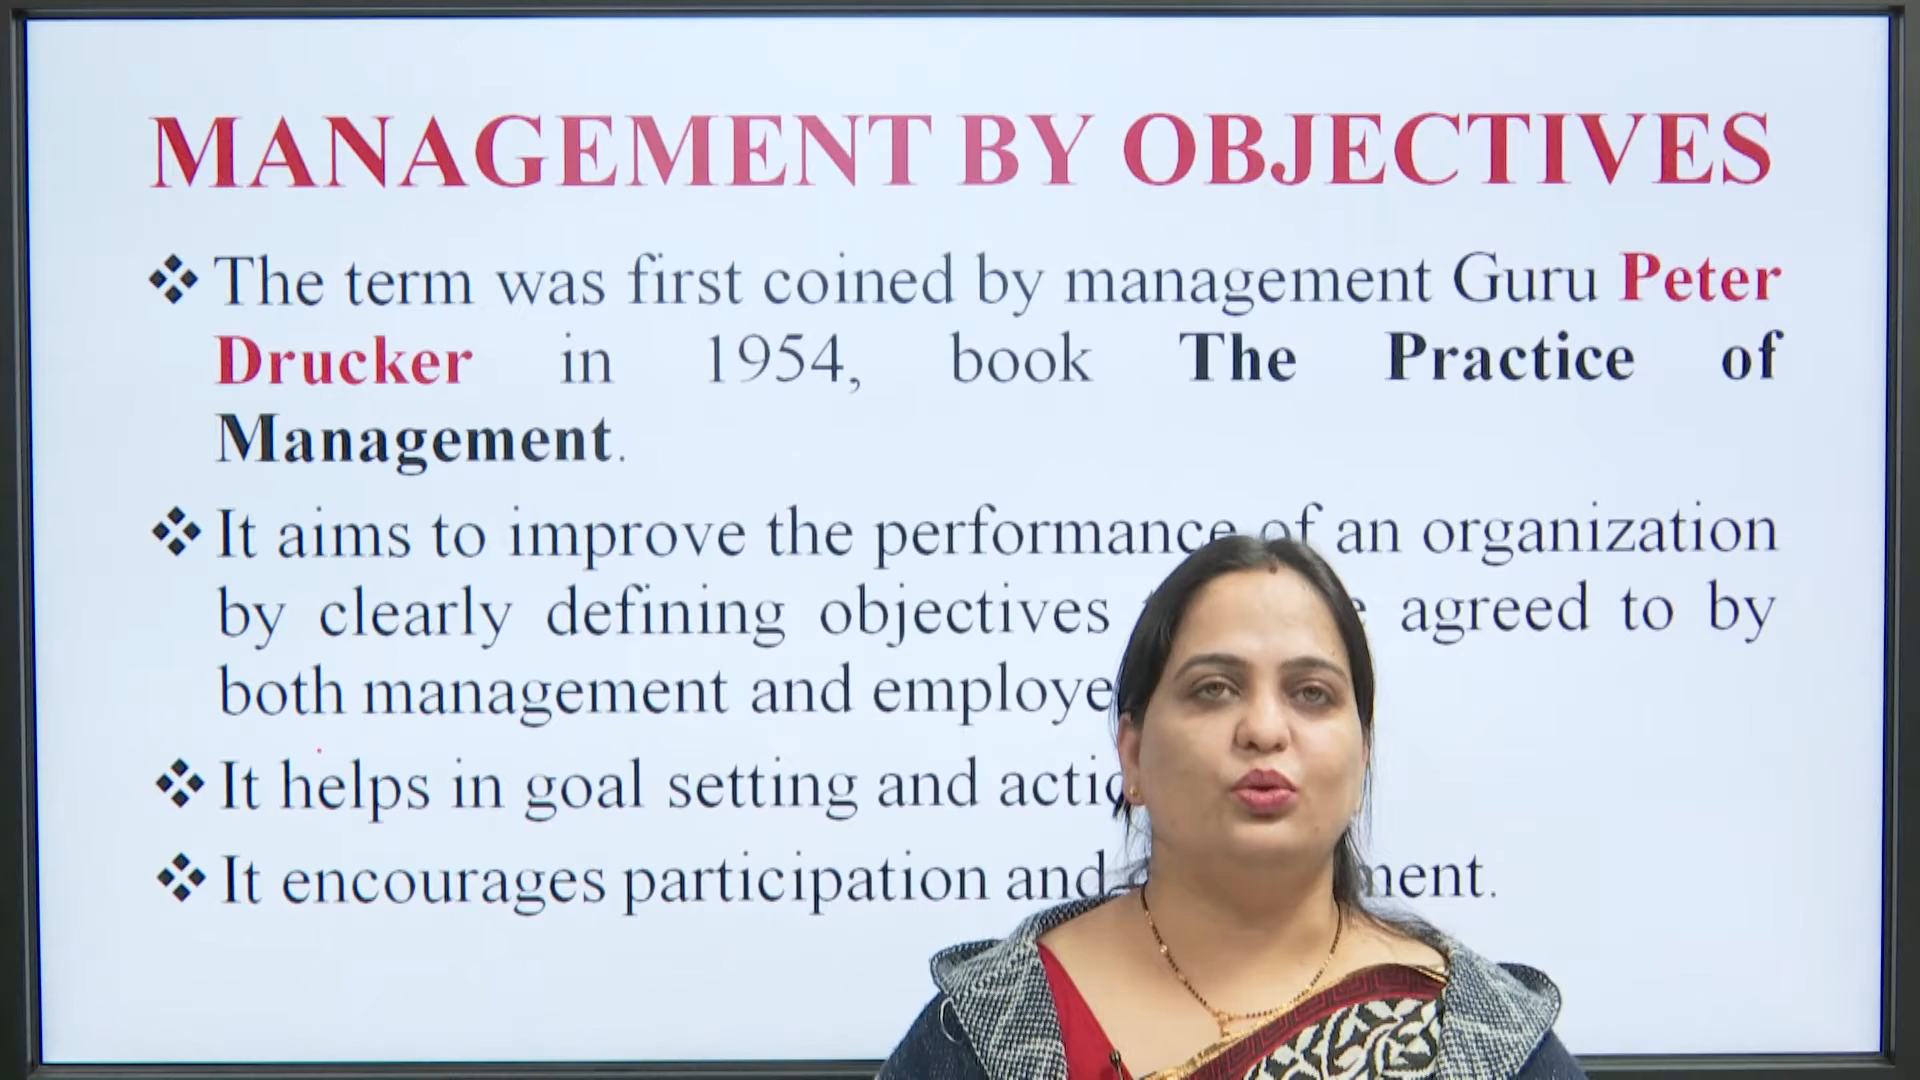 MANAGEMENT BY OBJECTIVES
❖ The term was first coined by management Guru Peter
Drucker in 1954, book The Practice of
Management.
❖ It aims to improve the performance of an organization
by clearly defining objectives agreed to by
both management and
❖ It helps in goal setting and
❖ It encourages participation and